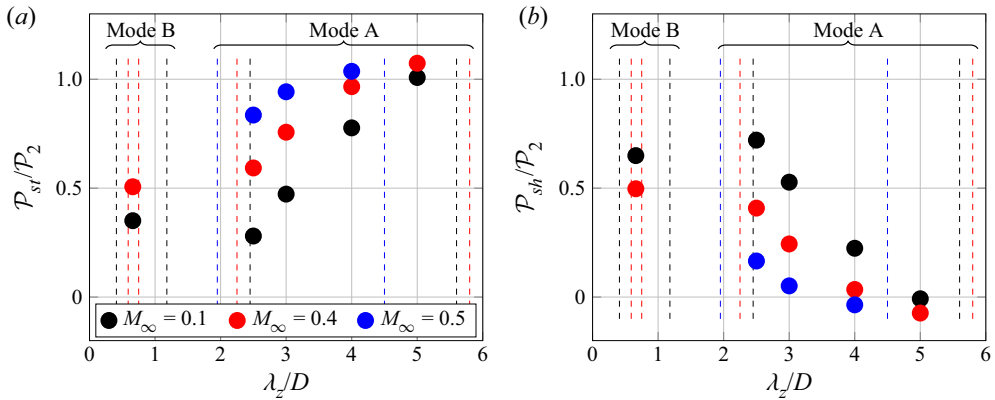 (a)
Mode B Mode A
1.0
0.5
0
𝒫st/𝒫2
M∞ = 0.1 M∞ = 0.4 M∞ = 0.5
0 1 2 3 4 5 6
λz/D
(b)
Mode B Mode A
1.0
0.5
0
𝒫sh/𝒫2
0 1 2 3 4 5 6
λz/D